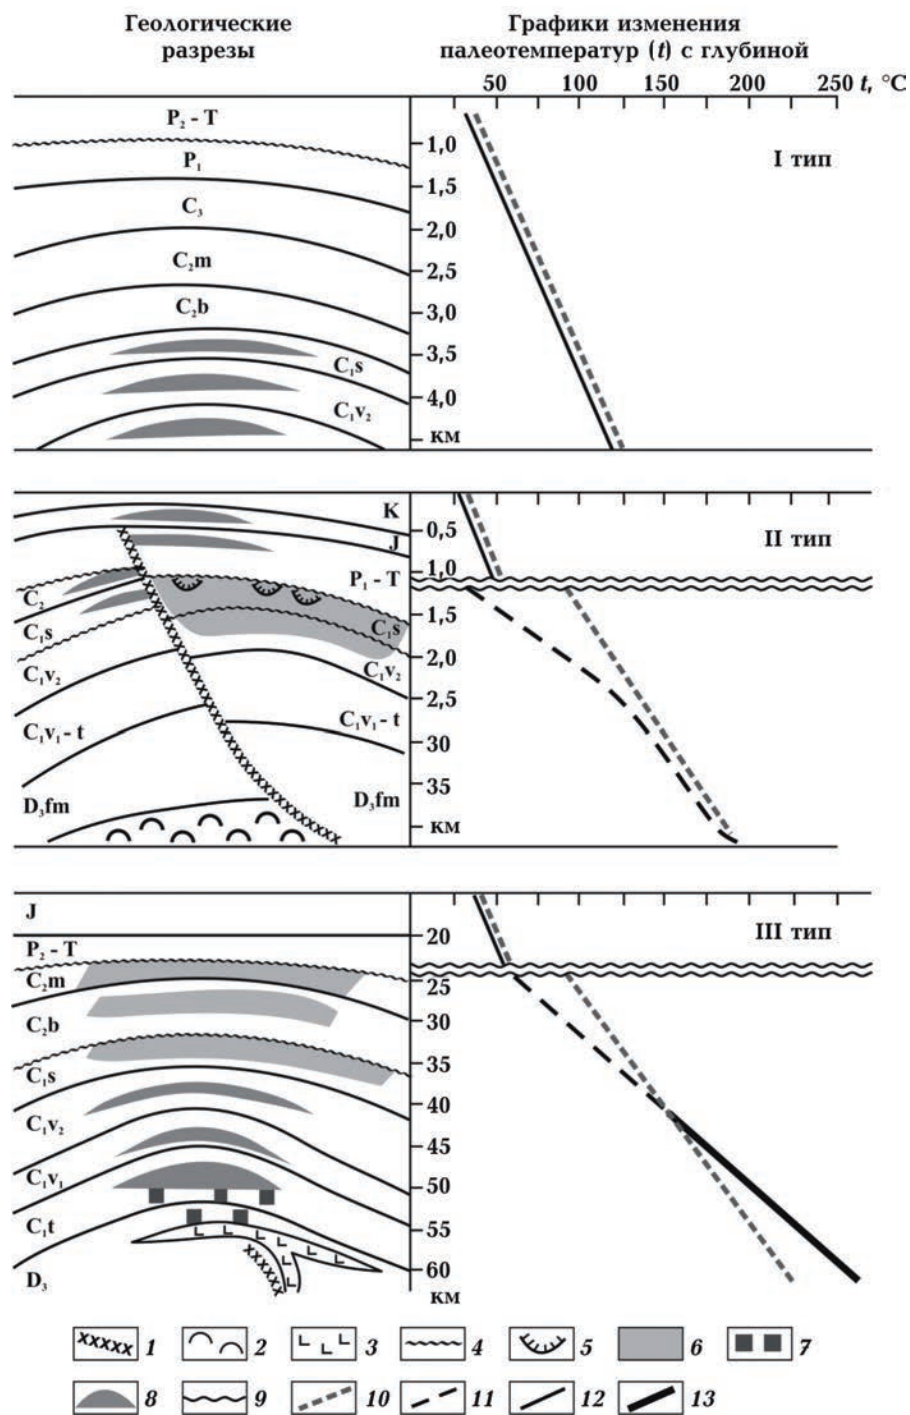 Геологические
разрезы
Графики изменения
палеотемператур (t) с глубиной
50 100 150 200 250 t, °C
P₂ - T
P₁
C₃
C₂m
C₂b
C₁s
C₁v₂
1,0
1,5
2,0
2,5
3,0
3,5
4,0
км
I тип
K
J
P₁ - T
C₂
C₁s
C₁s
C₁v₂
C₁v₂
C₁v₁ - t
C₁v₁ - t
D₃fm
D₃fm
0,5
1,0
1,5
2,0
2,5
30
35
км
II тип
J
P₂ - T
C₂m
C₂b
C₁s
C₁v₂
C₁v₁
C₁t
D₃
20
25
30
35
40
45
50
55
60
км
III тип
1 2 3 4 5 6 7
8 9 10 11 12 13